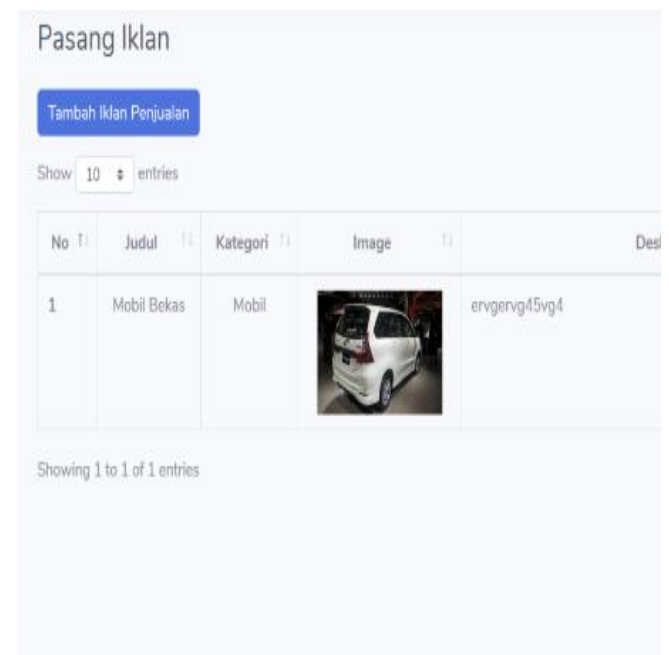 Pasang Iklan
Tambah Iklan Penjualan
Show 10 entries
No Judul Kategori Image Des
1 Mobil Bekas Mobil ervgervg45vg4
Showing 1 to 1 of 1 entries